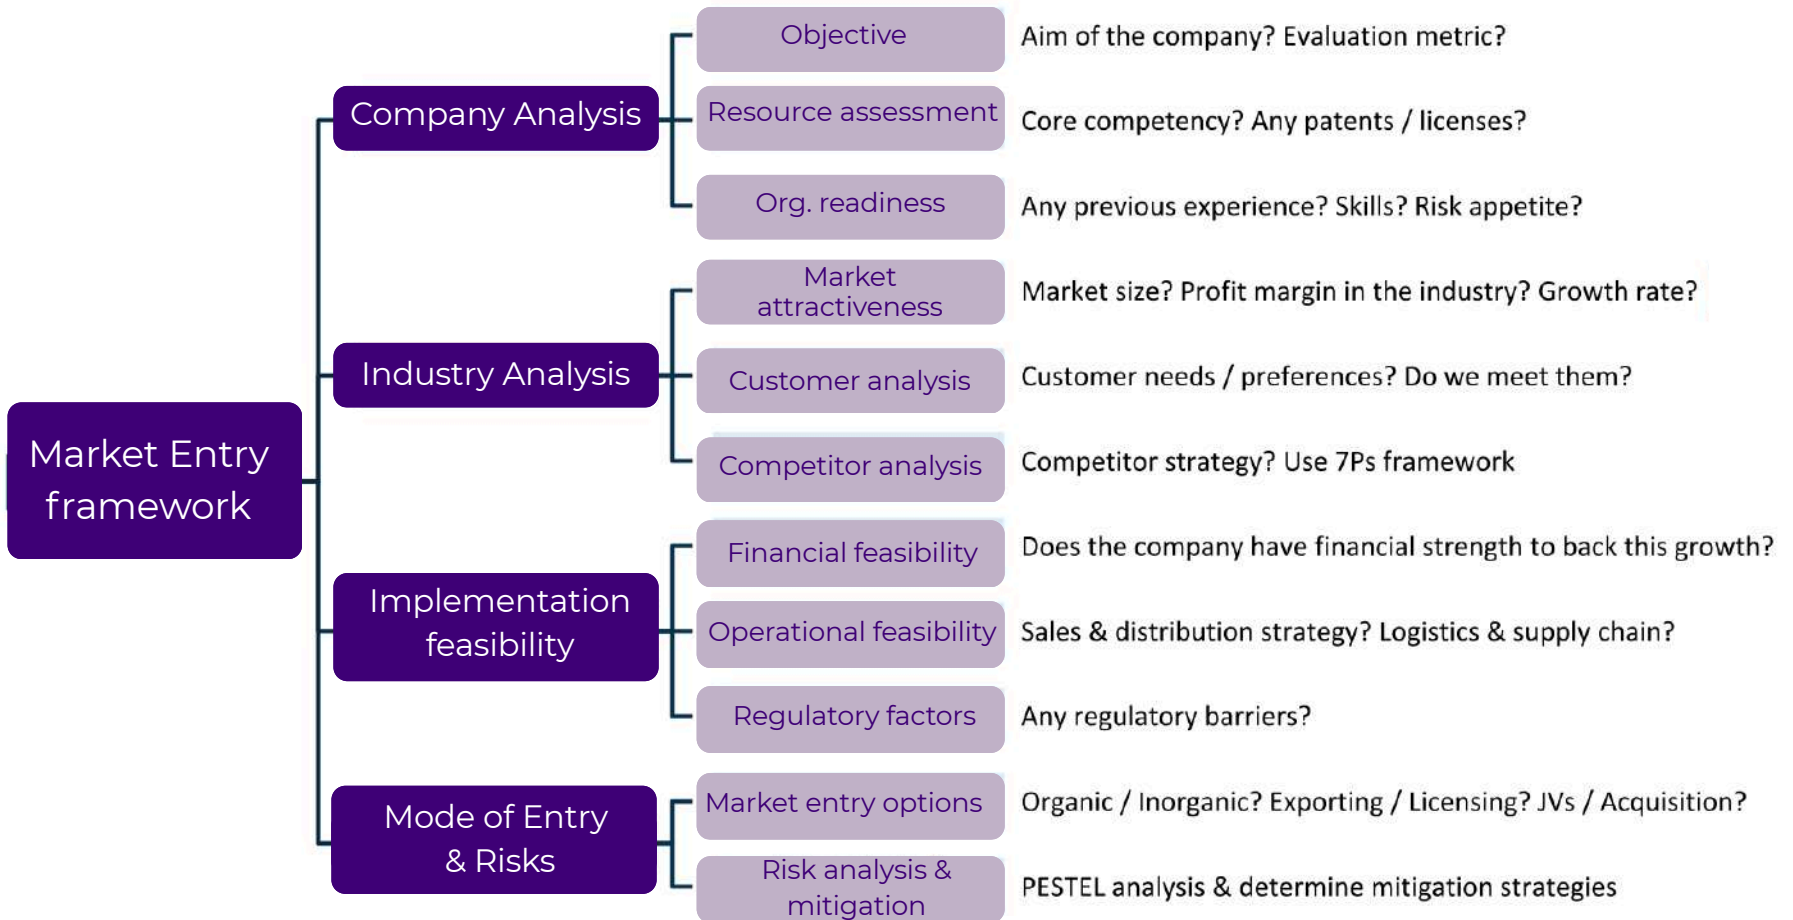 Market Entry
framework
Company Analysis
Objective
Aim of the company? Evaluation metric?
Resource assessment
Core competency? Any patents / licenses?
Org. readiness
Any previous experience? Skills? Risk appetite?
Industry Analysis
Market
attractiveness
Market size? Profit margin in the industry? Growth rate?
Customer analysis
Customer needs / preferences? Do we meet them?
Competitor analysis
Competitor strategy? Use 7Ps framework
Implementation
feasibility
Financial feasibility
Does the company have financial strength to back this growth?
Operational feasibility
Sales & distribution strategy? Logistics & supply chain?
Regulatory factors
Any regulatory barriers?
Mode of Entry
& Risks
Market entry options
Organic / Inorganic? Exporting / Licensing? JVs / Acquisition?
Risk analysis &
mitigation
PESTEL analysis & determine mitigation strategies